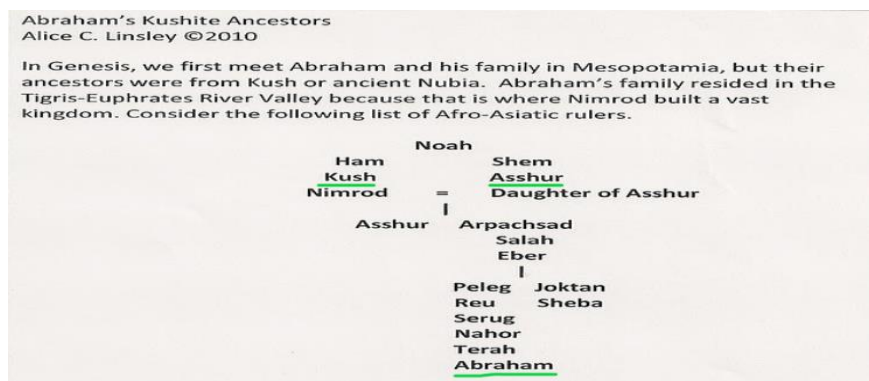 Abraham's Kushite Ancestors
Alice C. Linsley ©2010
In Genesis, we first meet Abraham and his family in Mesopotamia, but their
ancestors were from Kush or ancient Nubia. Abraham's family resided in the
Tigris-Euphrates River Valley because that is where Nimrod built a vast
kingdom. Consider the following list of Afro-Asiatic rulers.
Noah
Ham Shem
Kush Asshur
Nimrod = Daughter of Asshur
|
Asshur Arpachsad
Salah
Eber
|
Peleg Joktan
Reu Sheba
Serug
Nahor
Terah
Abraham